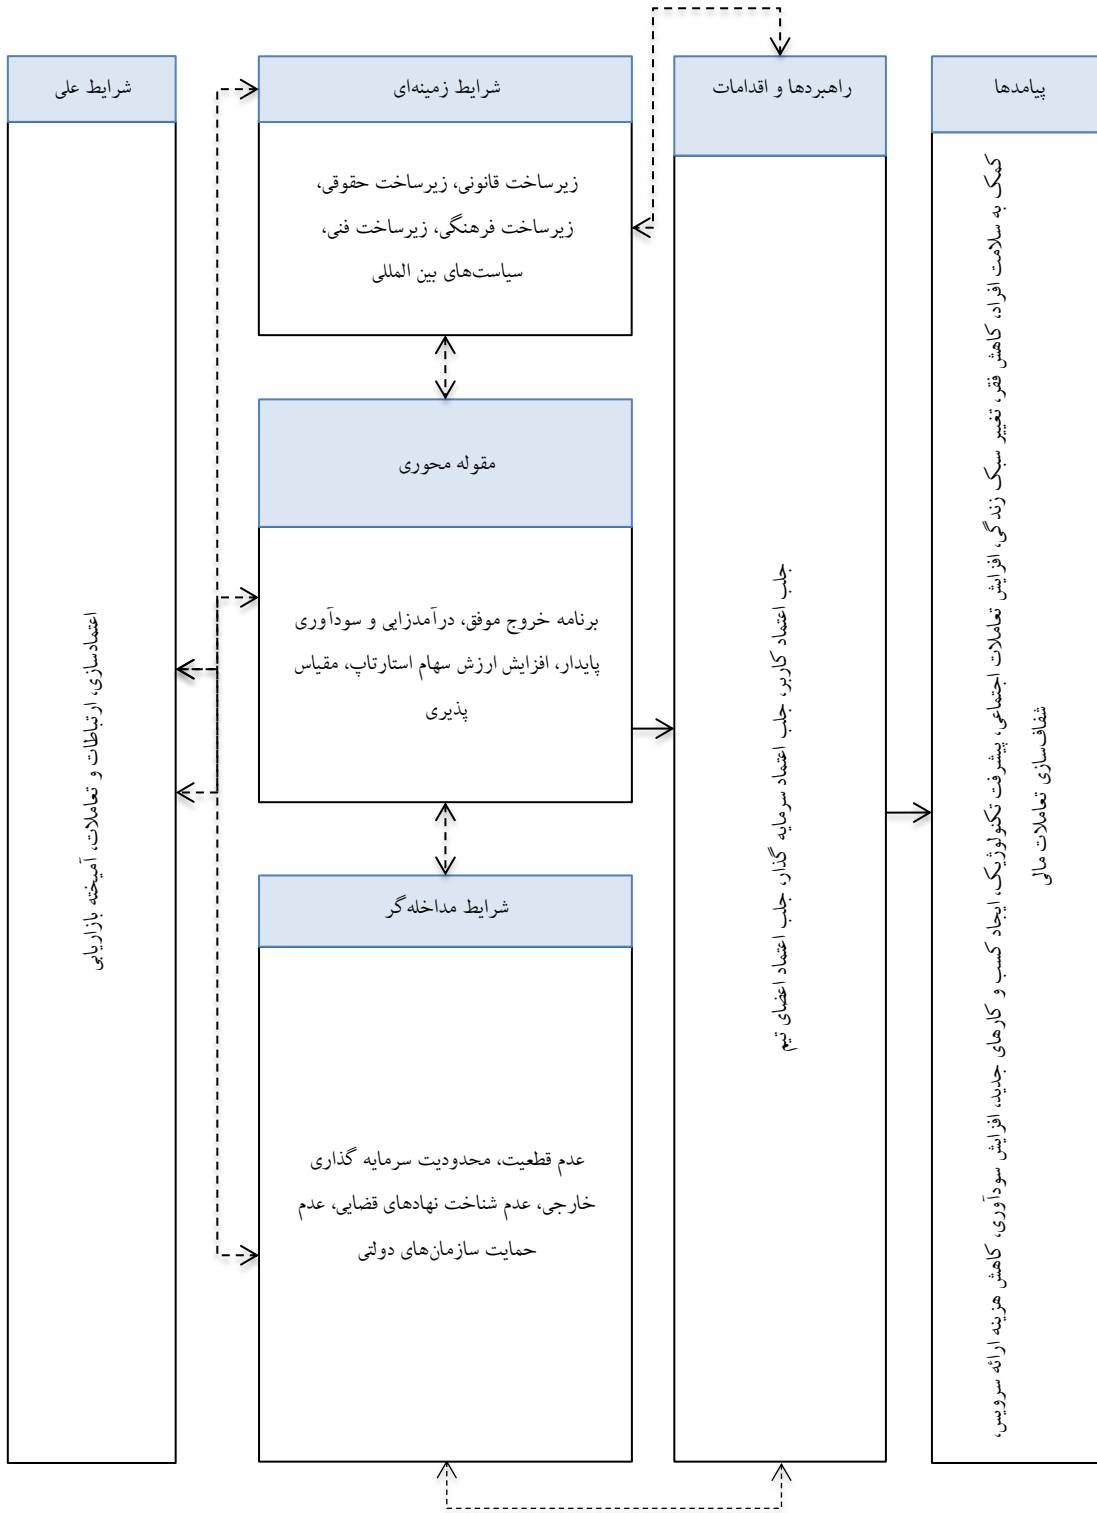 شرایط علی
اعتمادسازی، ارتباطات و تعاملات، آمیخته بازاریابی
شرایط زمینه‌ای
زیرساخت قانونی، زیرساخت حقوقی،
زیرساخت فرهنگی، زیرساخت فنی،
سیاست‌های بین المللی
مقوله محوری
برنامه خروج موفق، درآمدزایی و سودآوری
پایدار، افزایش ارزش سهام استارتاپ، مقیاس
پذیری
شرایط مداخله‌گر
عدم قطعیت، محدودیت سرمایه گذاری
خارجی، عدم شناخت نهادهای قضایی، عدم
حمایت سازمان‌های دولتی
راهبردها و اقدامات
جلب اعتماد کاربر، جلب اعتماد سرمایه گذار، جلب اعتماد اعضای تیم
پیامدها
کمک به سلامت افراد، کاهش فقر، تغییر سبک زندگی، افزایش تعاملات اجتماعی، پیشرفت تکنولوژیک، ایجاد کسب و کارهای جدید، افزایش سودآوری، کاهش هزینه ارائه سرویس،
شفاف‌سازی تعاملات مالی